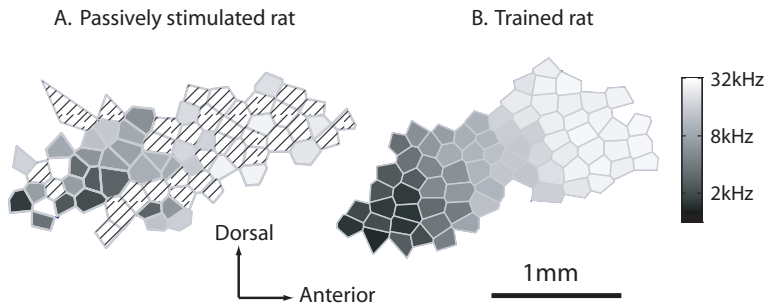 A. Passively stimulated rat
B. Trained rat
32kHz
8kHz
2kHz
Dorsal
Anterior
1mm